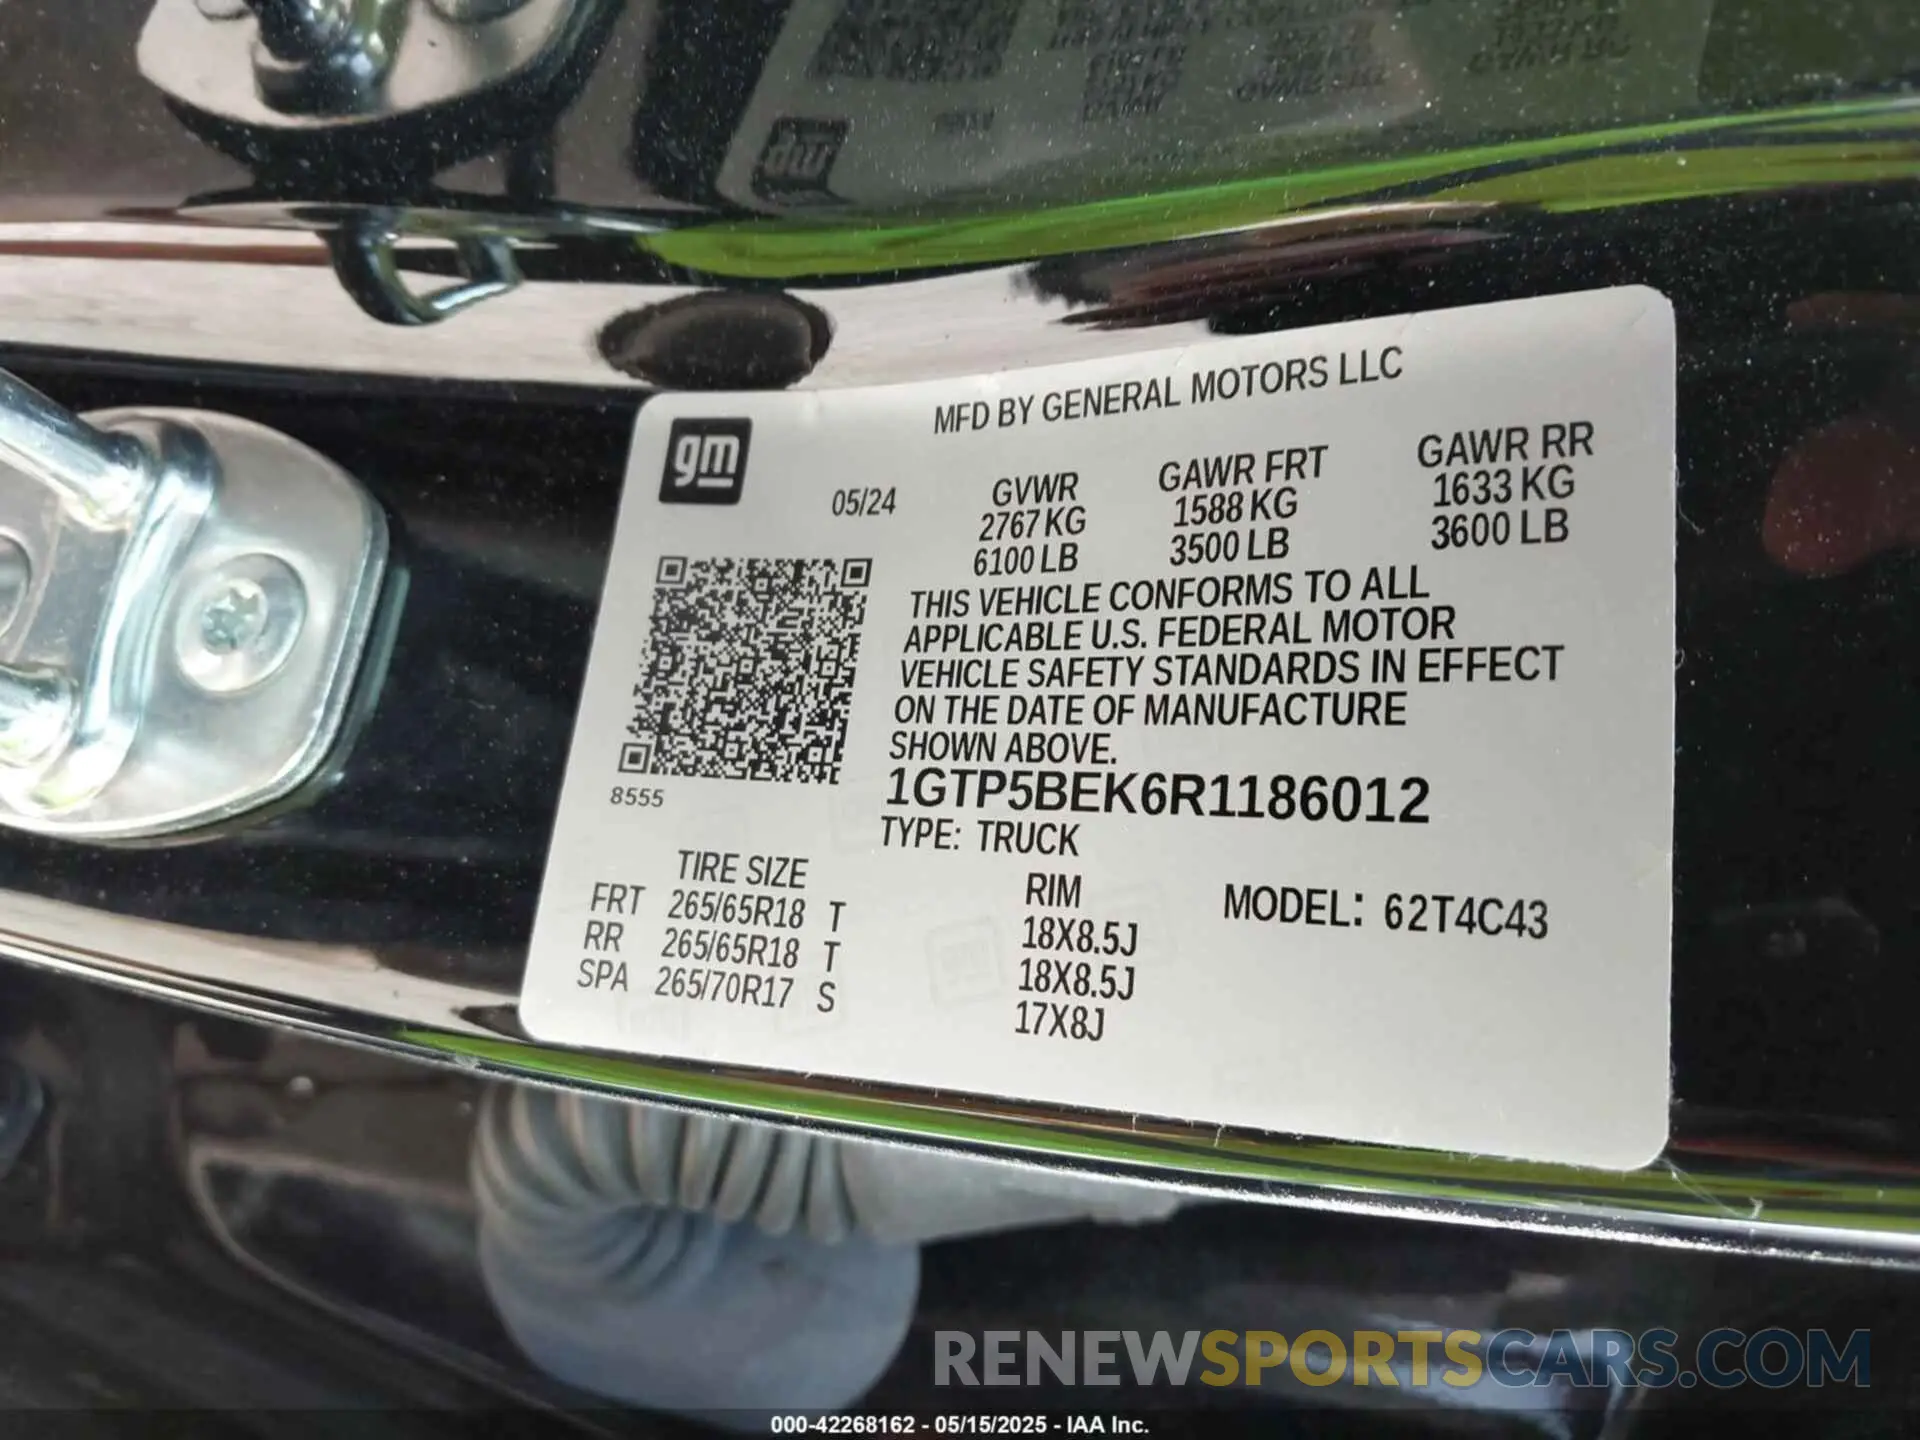 MFD BY GENERAL MOTORS LLC
gm
05/24
GVWR GAWR FRT GAWR RR
2767 KG 1588 KG 1633 KG
6100 LB 3500 LB 3600 LB
THIS VEHICLE CONFORMS TO ALL
APPLICABLE U.S. FEDERAL MOTOR
VEHICLE SAFETY STANDARDS IN EFFECT
ON THE DATE OF MANUFACTURE
SHOWN ABOVE.
8555
1GTP5BEK6R1186012
TYPE: TRUCK
TIRE SIZE RIM MODEL: 62T4C43
FRT 265/65R18 T 18X8.5J
RR 265/65R18 T 18X8.5J
SPA 265/70R17 S 17X8J
RENEWSPORTSCARS.COM
000-42268162 - 05/15/2025 - IAA Inc.